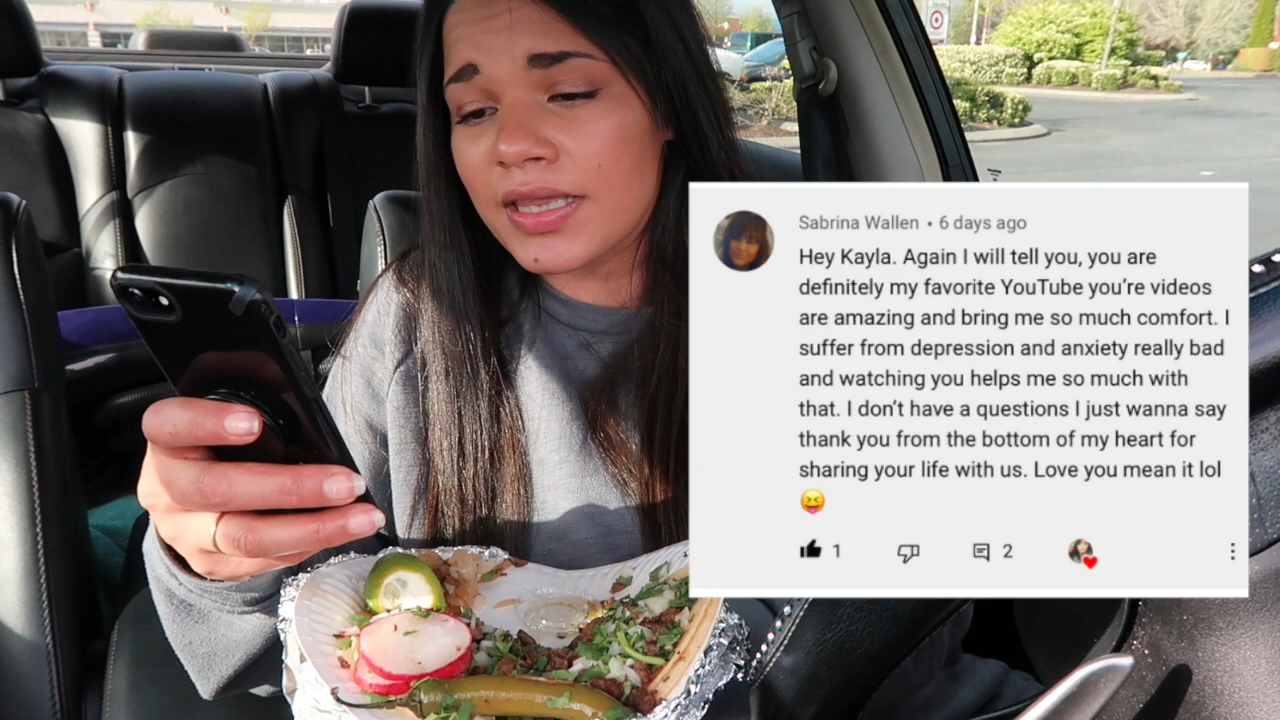 Sabrina Wallen • 6 days ago
Hey Kayla. Again I will tell you, you are
definitely my favorite YouTube you’re videos
are amazing and bring me so much comfort. I
suffer from depression and anxiety really bad
and watching you helps me so much with
that. I don’t have a questions I just wanna say
thank you from the bottom of my heart for
sharing your life with us. Love you mean it lol
😝
1
2